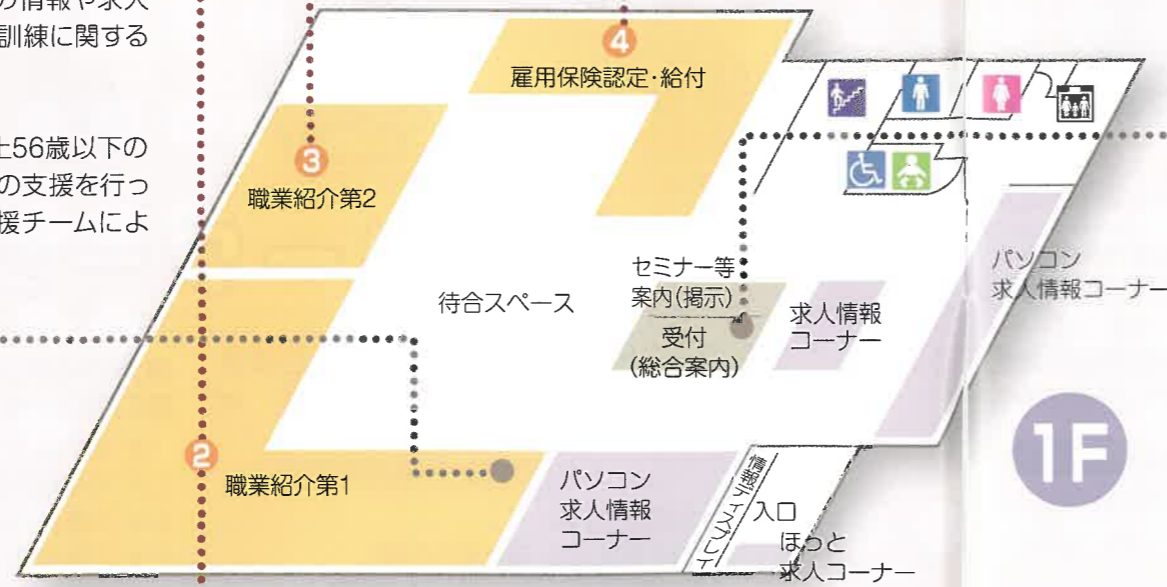 の情報や求人
訓練に関する
上56歳以下の
の支援を行っ
援チームによ
4
雇用保険認定・給付
3
職業紹介第2
セミナー等
案内(掲示)
受付
(総合案内)
待合スペース
求人情報
コーナー
パソコン
求人情報コーナー
2
職業紹介第1
パソコン
求人情報
コーナー
情報ディスプレイ
入口
ほっと
求人コーナー
1F